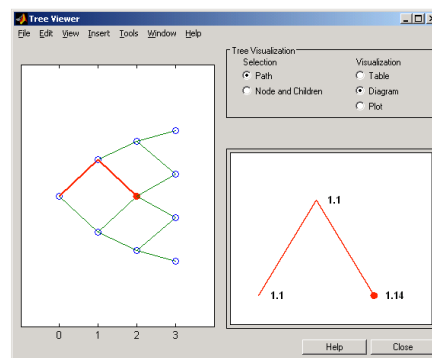 Tree Viewer
File Edit View Insert Tools Window Help
Tree Visualization
Selection Visualization
Path Table
Node and Children Diagram
Plot
1.1
1.1 1.14
0 1 2 3
Help Close